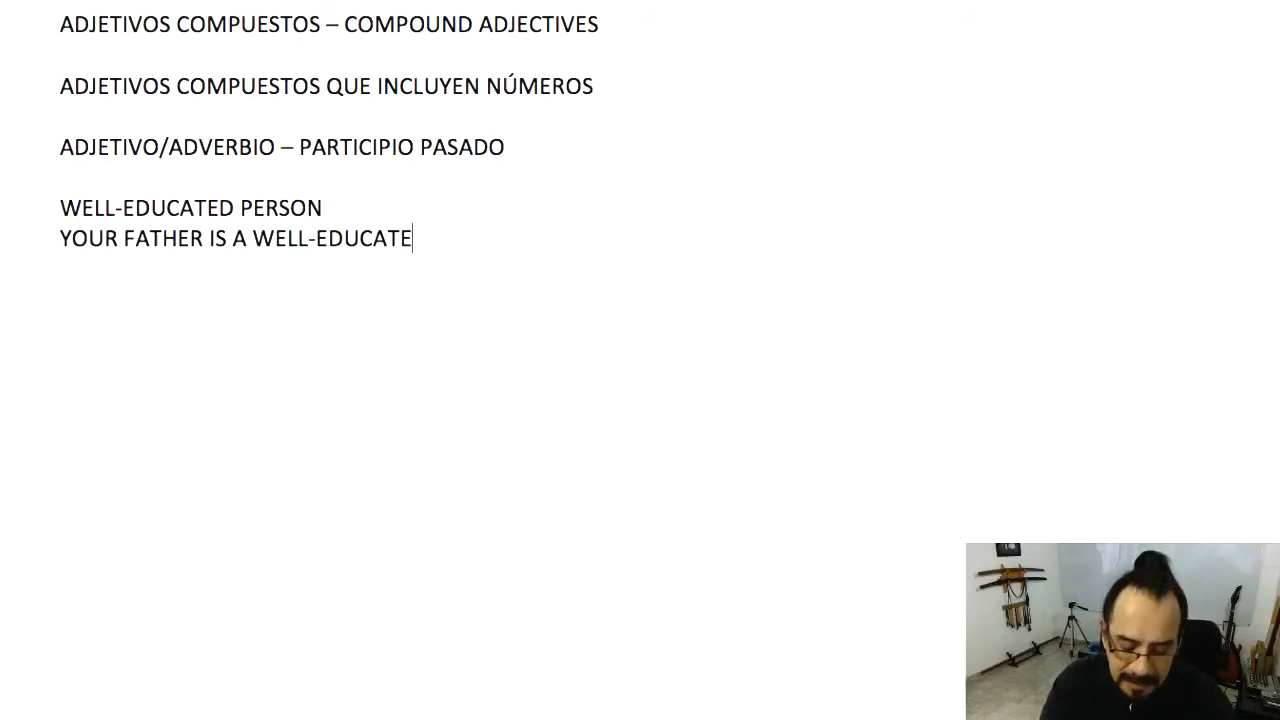 ADJETIVOS COMPUESTOS – COMPOUND ADJECTIVES
ADJETIVOS COMPUESTOS QUE INCLUYEN NÚMEROS
ADJETIVO/ADVERBIO – PARTICIPIO PASADO
WELL-EDUCATED PERSON
YOUR FATHER IS A WELL-EDUCATE